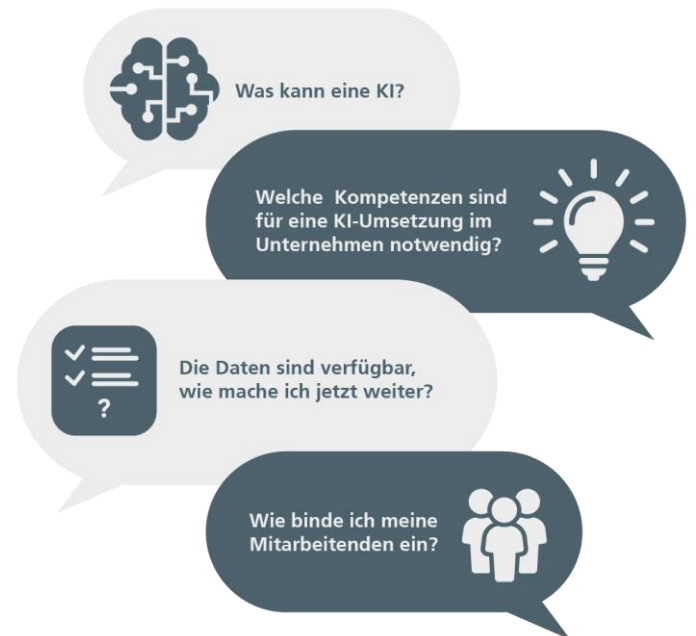 Was kann eine KI?
Welche Kompetenzen sind
für eine KI-Umsetzung im
Unternehmen notwendig?
Die Daten sind verfügbar,
wie mache ich jetzt weiter?
?
Wie binde ich meine
Mitarbeitenden ein?